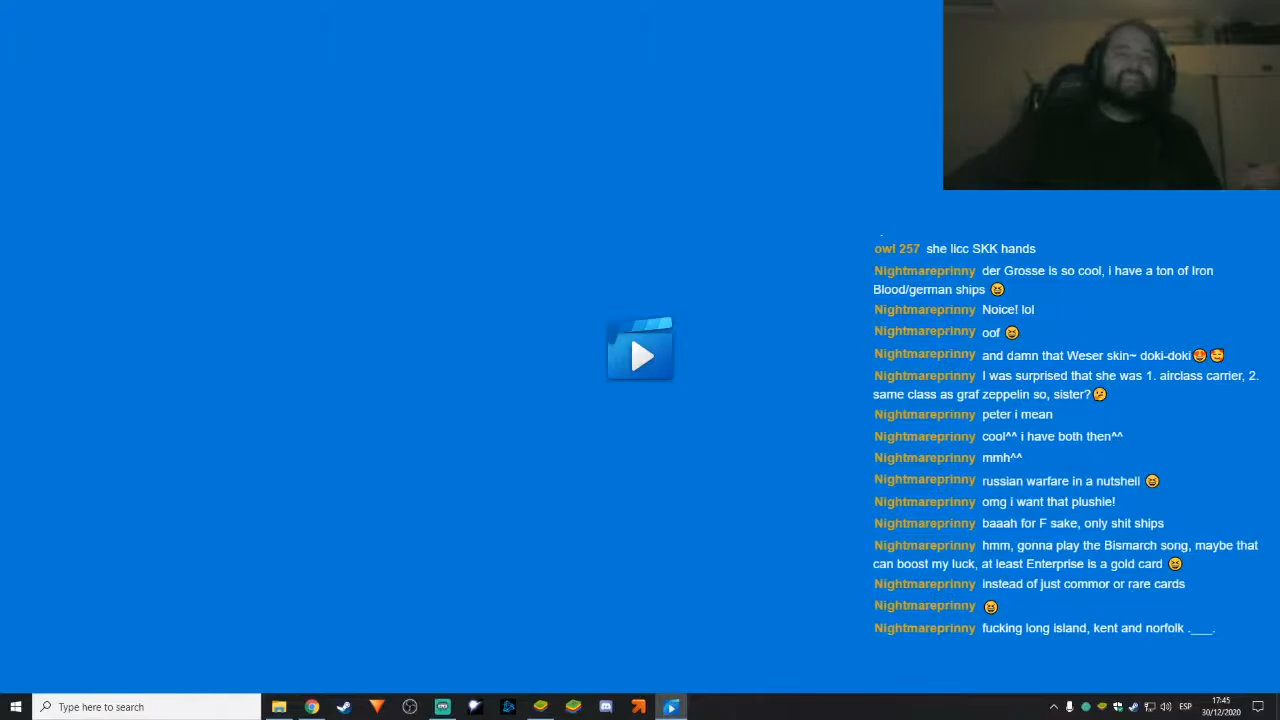 ow! 257 she licc SKK hands
Nightmareprinny der Grosse is so cool, i have a ton of Iron
Blood/german ships 😆
Nightmareprinny Noice! lol
Nightmareprinny oof 😆
Nightmareprinny and damn that Weser skin~ doki-doki🤩🥰
Nightmareprinny I was surprised that she was 1. airclass carrier, 2.
same class as graf zeppelin so, sister?🤔
Nightmareprinny peter i mean
Nightmareprinny cool^^ i have both then^^
Nightmareprinny mmh^^
Nightmareprinny russian warfare in a nutshell 😆
Nightmareprinny omg i want that plushie!
Nightmareprinny baaah for F sake, only shit ships
Nightmareprinny hmm, gonna play the Bismarch song, maybe that
can boost my luck, at least Enterprise is a gold card 😆
Nightmareprinny instead of just commor or rare cards
Nightmareprinny 😆
Nightmareprinny fucking long island, kent and norfolk .___.
Type here to search
ESP
17:45
30/12/2020